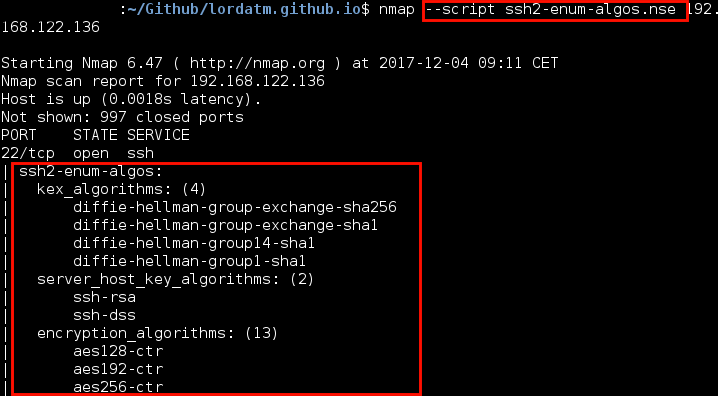 :~/Github/lordatm.github.io$ nmap --script ssh2-enum-algos.nse 192.
168.122.136
Starting Nmap 6.47 ( http://nmap.org ) at 2017-12-04 09:11 CET
Nmap scan report for 192.168.122.136
Host is up (0.0018s latency).
Not shown: 997 closed ports
PORT   STATE SERVICE
22/tcp open  ssh
| ssh2-enum-algos:
|   kex_algorithms: (4)
|       diffie-hellman-group-exchange-sha256
|       diffie-hellman-group-exchange-sha1
|       diffie-hellman-group14-sha1
|       diffie-hellman-group1-sha1
|   server_host_key_algorithms: (2)
|       ssh-rsa
|       ssh-dss
|   encryption_algorithms: (13)
|       aes128-ctr
|       aes192-ctr
|       aes256-ctr